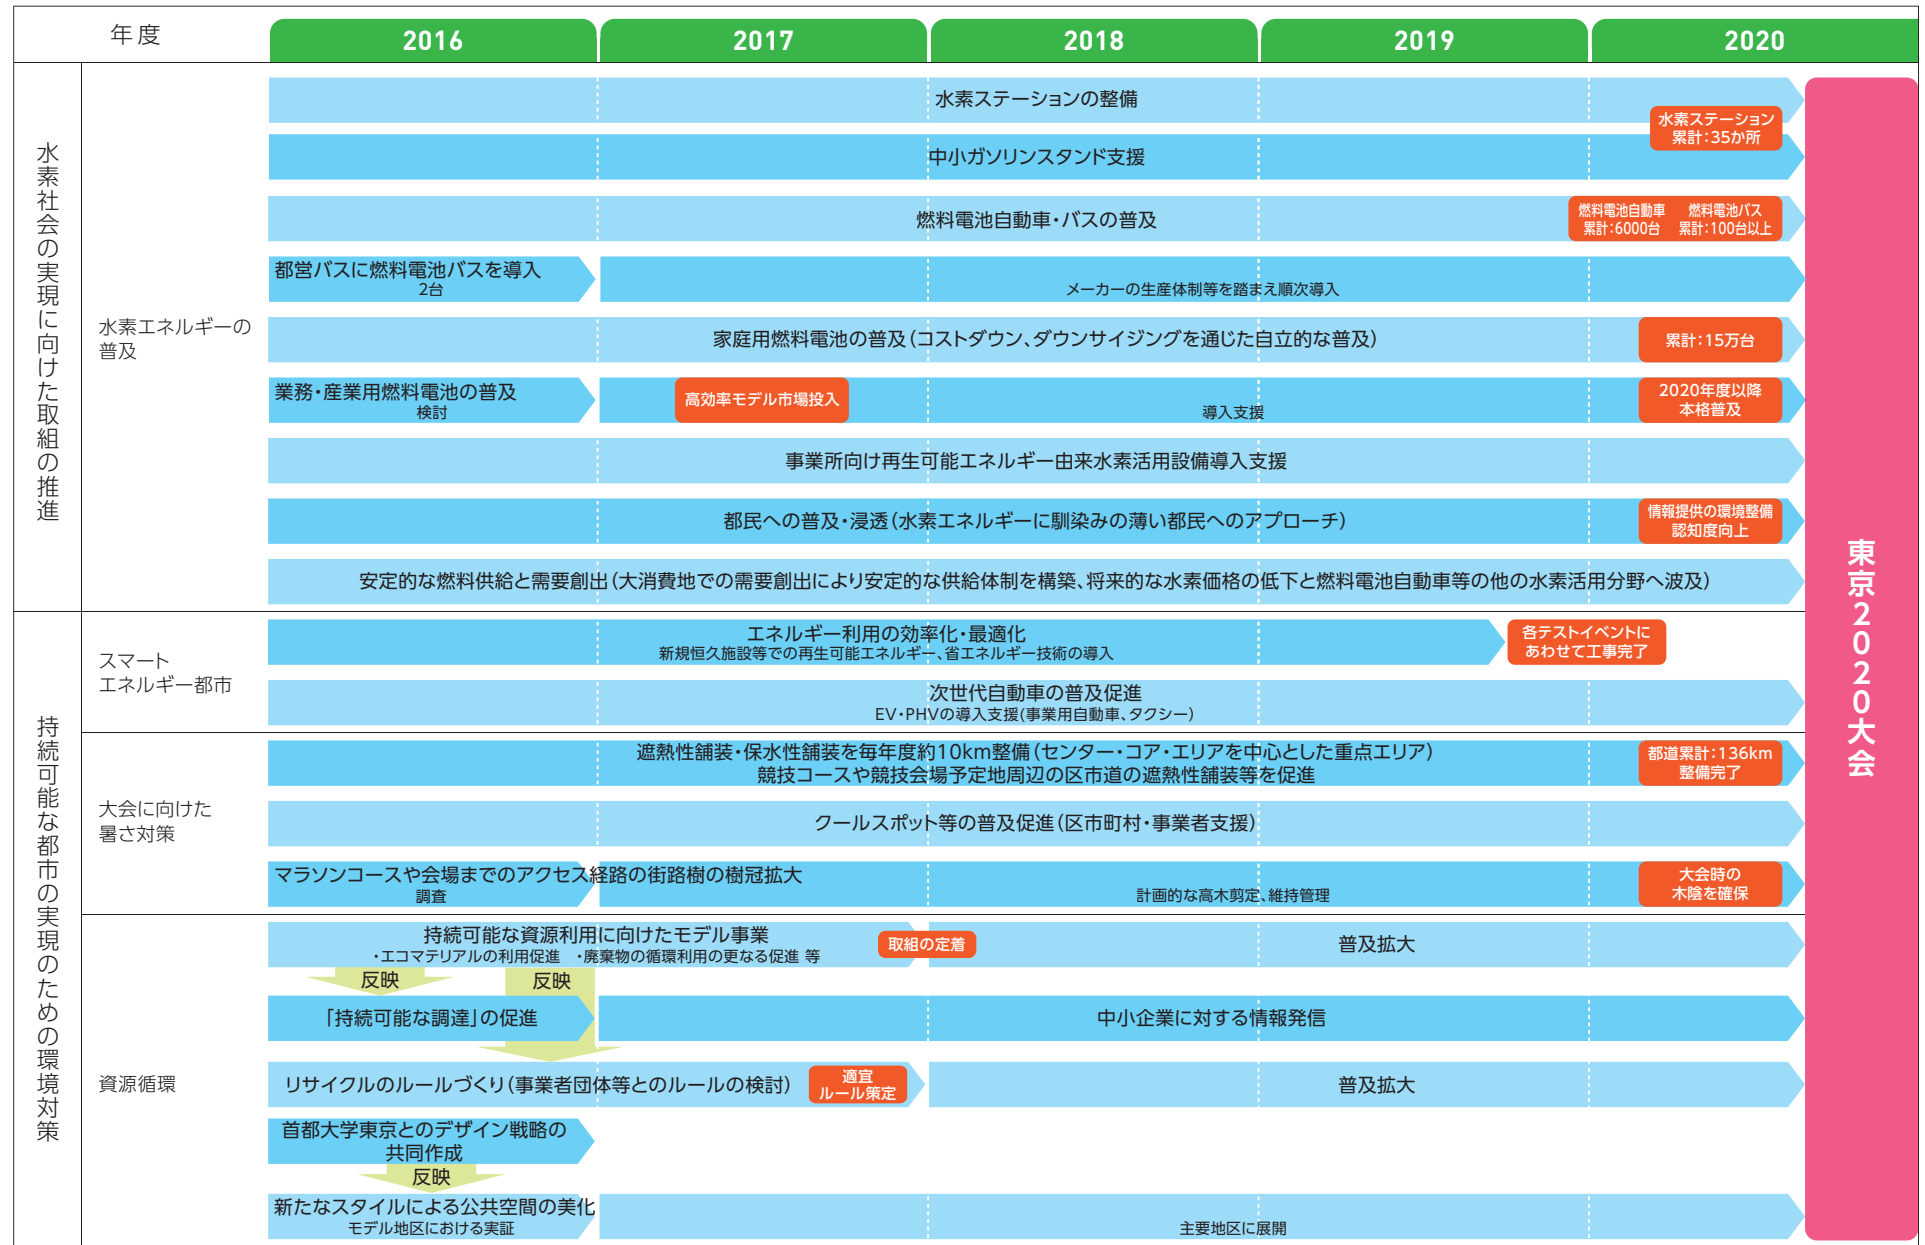 年度
2016
2017
2018
2019
2020
水素社会の実現に向けた取組の推進
水素エネルギーの
普及
水素ステーションの整備
水素ステーション
累計：35か所
中小ガソリンスタンド支援
燃料電池自動車・バスの普及
燃料電池自動車
累計：6000台
燃料電池バス
累計：100台以上
都営バスに燃料電池バスを導入
2台
メーカーの生産体制等を踏まえ順次導入
家庭用燃料電池の普及（コストダウン、ダウンサイジングを通じた自立的な普及）
累計：15万台
業務・産業用燃料電池の普及
検討
高効率モデル市場投入
導入支援
2020年度以降
本格普及
事業所向け再生可能エネルギー由来水素活用設備導入支援
都民への普及・浸透（水素エネルギーに馴染みの薄い都民へのアプローチ）
情報提供の環境整備
認知度向上
安定的な燃料供給と需要創出（大消費地での需要創出により安定的な供給体制を構築、将来的な水素価格の低下と燃料電池自動車等の他の水素活用分野へ波及）
持続可能な都市の実現のための環境対策
スマート
エネルギー都市
エネルギー利用の効率化・最適化
新規恒久施設等での再生可能エネルギー、省エネルギー技術の導入
各テストイベントに
あわせて工事完了
次世代自動車の普及促進
EV・PHVの導入支援(事業用自動車、タクシー)
大会に向けた
暑さ対策
遮熱性舗装・保水性舗装を毎年度約10km整備（センター・コア・エリアを中心とした重点エリア）
競技コースや競技会場予定地周辺の区市道の遮熱性舗装等を促進
都道累計：136km
整備完了
クールスポット等の普及促進（区市町村・事業者支援）
マラソンコースや会場までのアクセス経路の街路樹の樹冠拡大
調査
計画的な高木剪定、維持管理
大会時の
木陰を確保
資源循環
持続可能な資源利用に向けたモデル事業
・エコマテリアルの利用促進　・廃棄物の循環利用の更なる促進 等
取組の定着
普及拡大
反映
反映
「持続可能な調達」の促進
中小企業に対する情報発信
リサイクルのルールづくり（事業者団体等とのルールの検討）
適宜
ルール策定
普及拡大
首都大学東京とのデザイン戦略の
共同作成
反映
新たなスタイルによる公共空間の美化
モデル地区における実証
主要地区に展開
東京2020大会